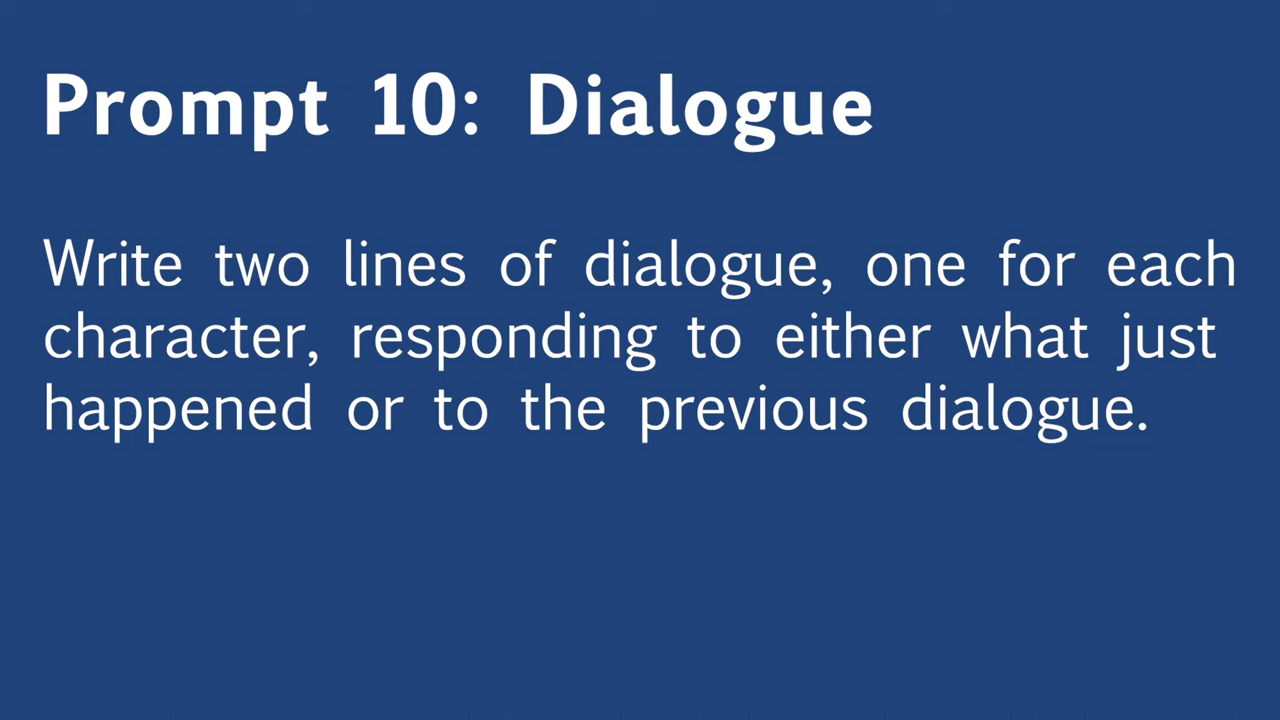 Prompt 10: Dialogue
Write two lines of dialogue, one for each
character, responding to either what just
happened or to the previous dialogue.